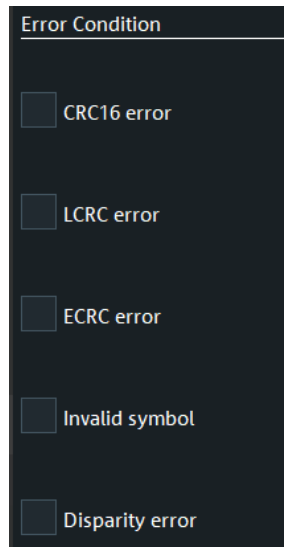 Error Condition
CRC16 error
LCRC error
ECRC error
Invalid symbol
Disparity error